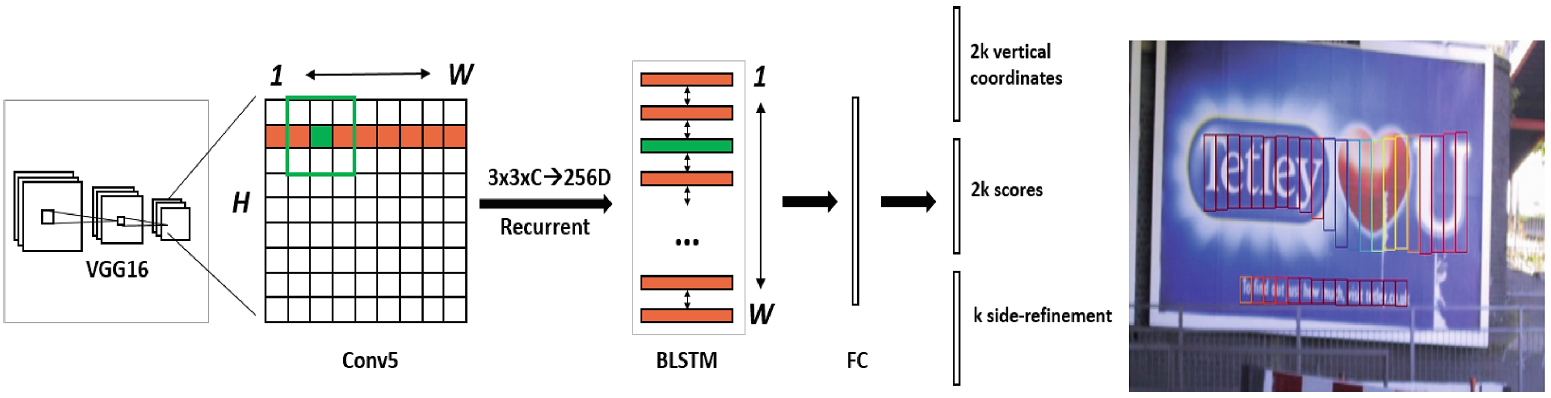 VGG16
1
W
H
Conv5
3x3xC→256D
Recurrent
1
...
W
BLSTM
FC
2k vertical
coordinates
2k scores
k side-refinement
Tetley
U